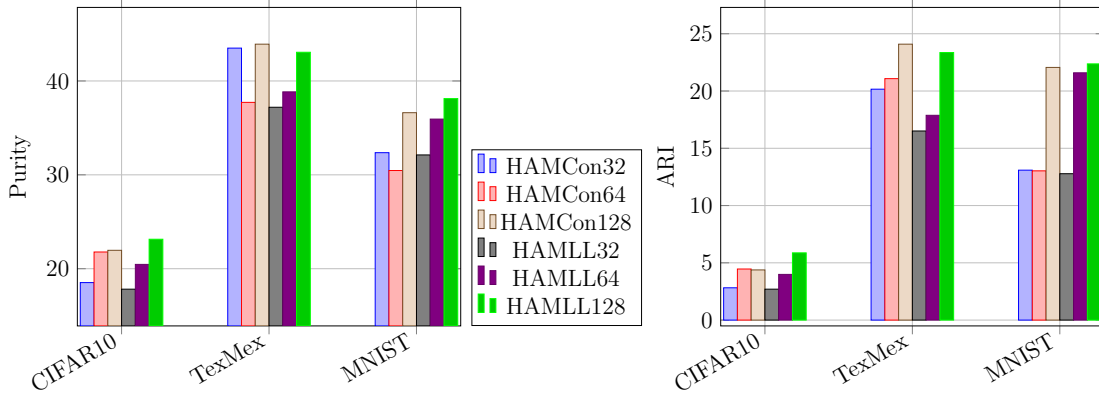 Purity
40
30
20
CIFAR10
TexMex
MNIST
HAMCon32
HAMCon64
HAMCon128
HAMLL32
HAMLL64
HAMLL128
ARI
25
20
15
10
5
0
CIFAR10
TexMex
MNIST